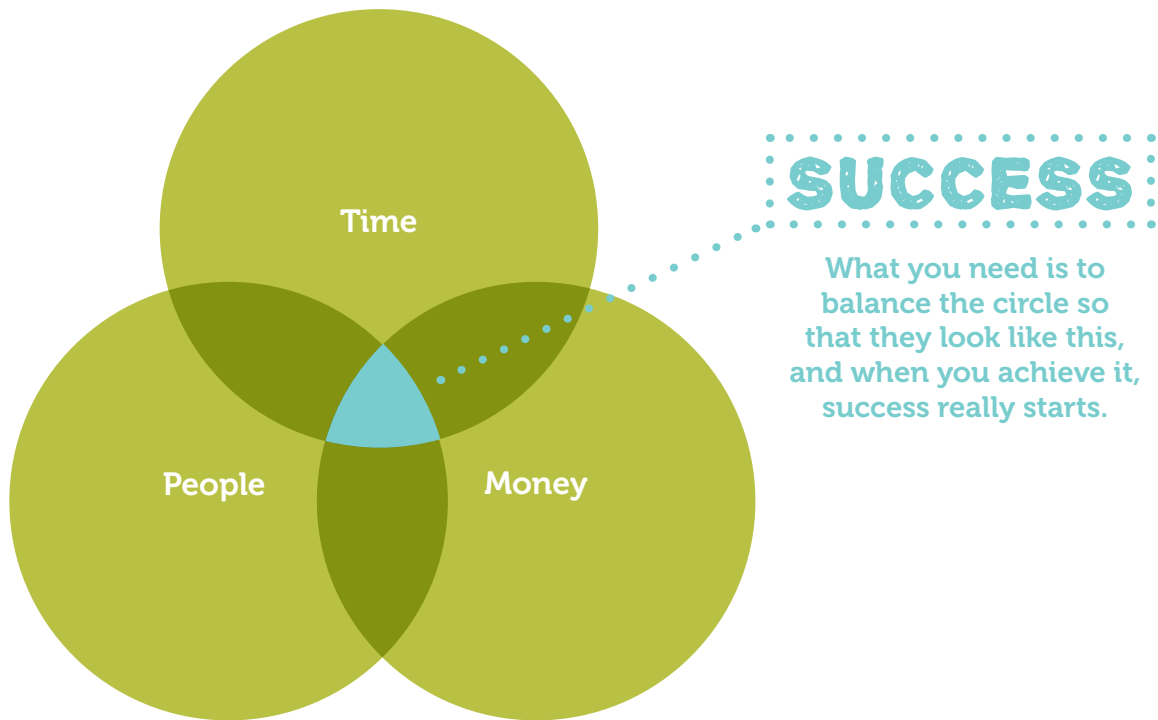 Time
SUCCESS
What you need is to
balance the circle so
that they look like this,
and when you achieve it,
success really starts.
People
Money